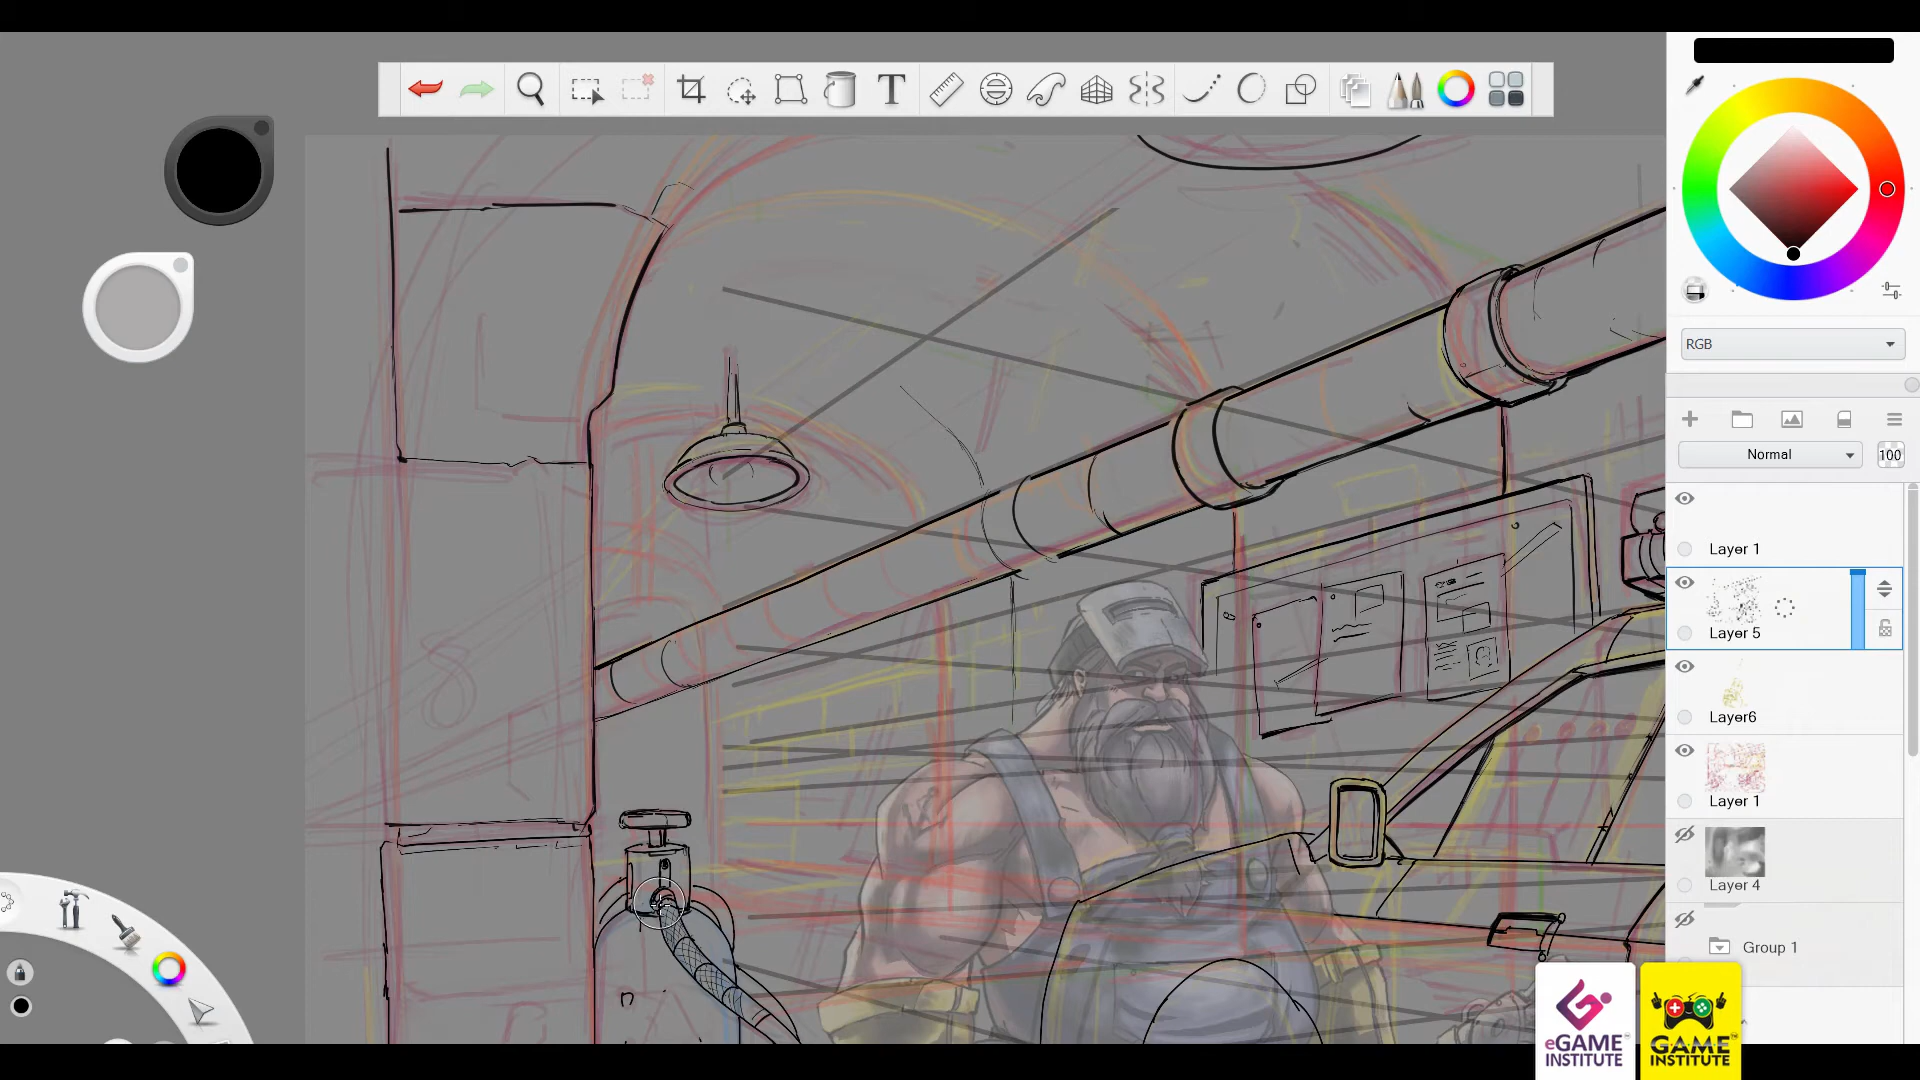 T
RGB
Normal
100
Layer 1
Layer 5
Layer6
Layer 1
Layer 4
Group 1
eGAME
INSTITUTE
GAME
INSTITUTE